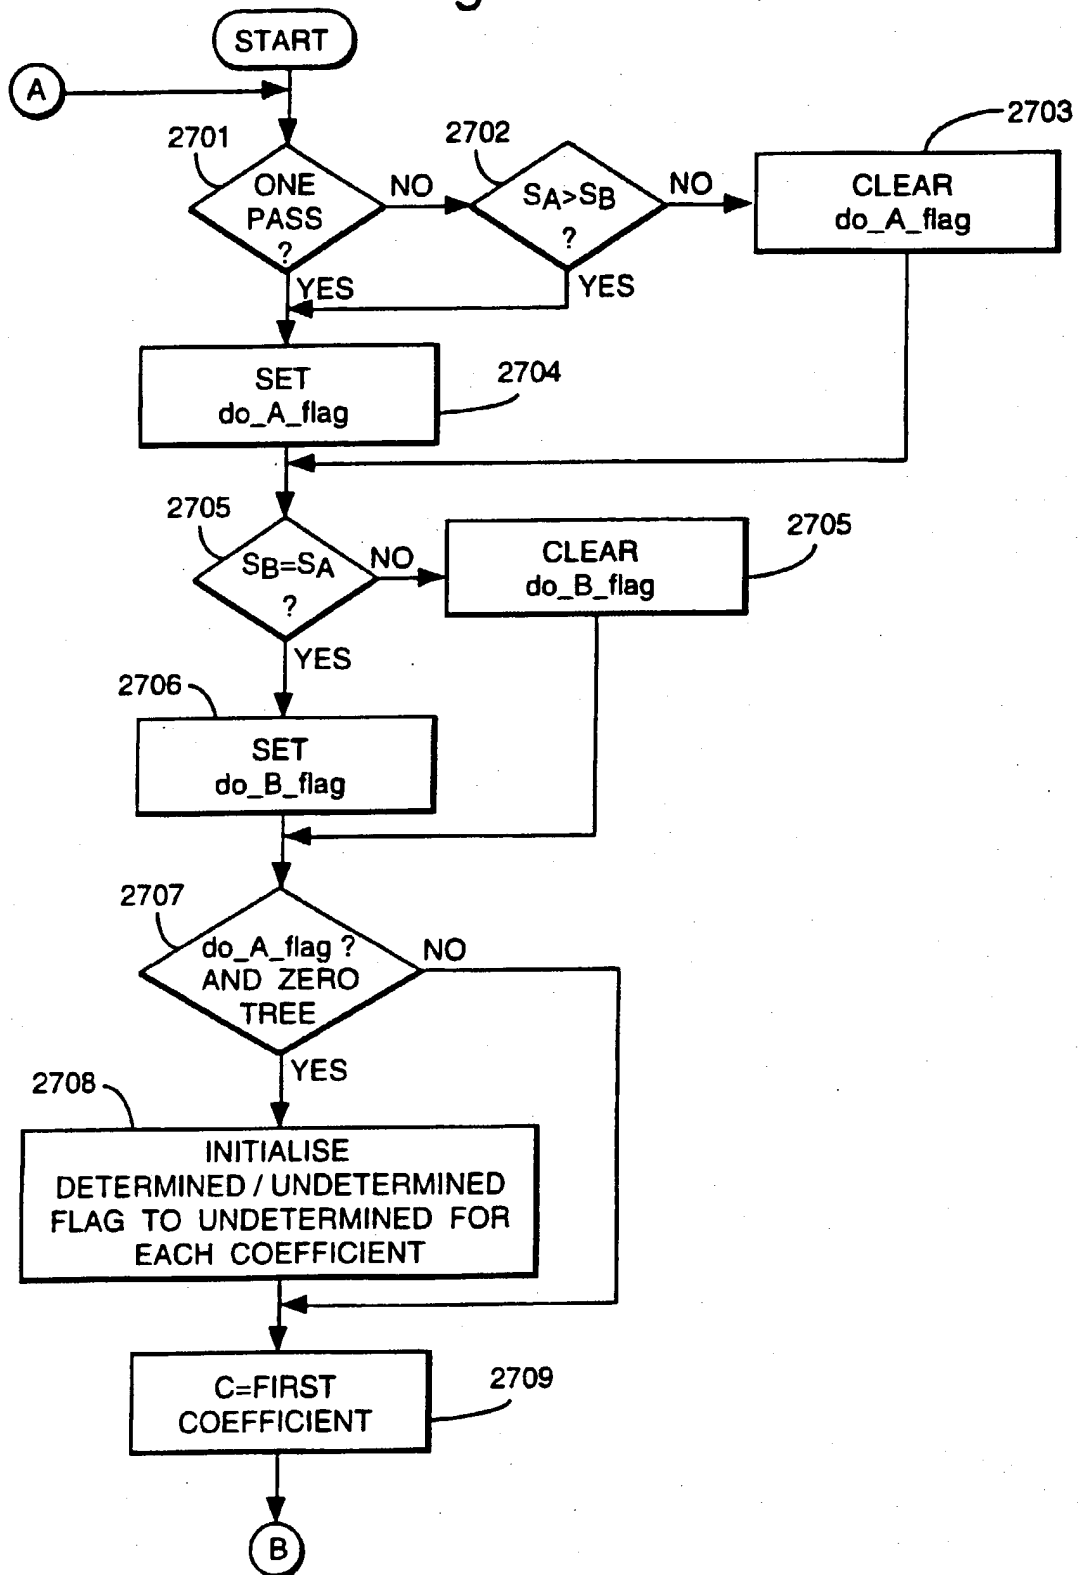 START
A
2701
2702
2703
ONE
PASS
?
NO
SA>SB
?
NO
CLEAR
do_A_flag
YES
YES
SET
do_A_flag
2704
2705
SB=SA
?
NO
CLEAR
do_B_flag
2705
YES
2706
SET
do_B_flag
2707
do_A_flag ?
AND ZERO
TREE
NO
YES
2708
INITIALISE
DETERMINED / UNDETERMINED
FLAG TO UNDETERMINED FOR
EACH COEFFICIENT
C=FIRST
COEFFICIENT
2709
B